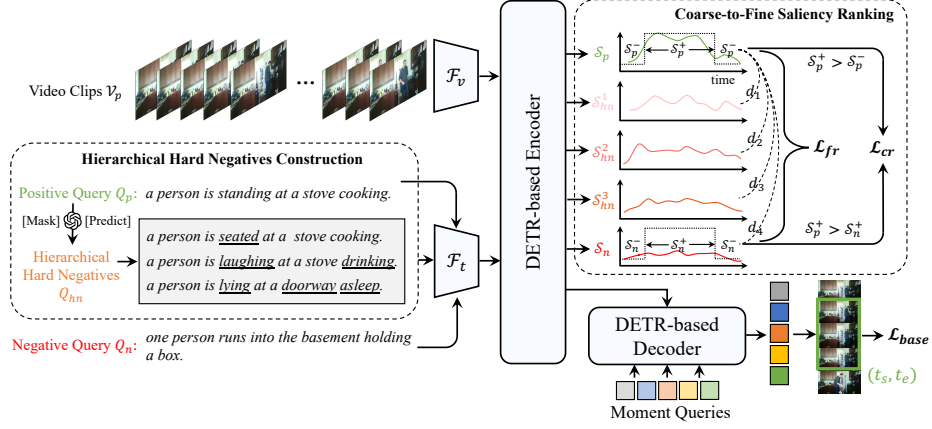 Video Clips 𝒱p
...
ℱv
Hierarchical Hard Negatives Construction
Positive Query Qp: a person is standing at a stove cooking.
[Mask] [Predict]
Hierarchical
Hard Negatives
Qhn
a person is seated at a stove cooking.
a person is laughing at a stove drinking.
a person is lying at a doorway asleep.
ℱt
Negative Query Qn: one person runs into the basement holding
a box.
DETR-based Encoder
Coarse-to-Fine Saliency Ranking
𝒮p
𝒮p− 𝒮p+ 𝒮p−
time
𝒮hn1
𝒮hn2
𝒮hn3
𝒮n
𝒮n− 𝒮n+ 𝒮n−
d1
d2
d3
d4
ℒfr
𝒮p+ > 𝒮p−
ℒcr
𝒮p+ > 𝒮n+
DETR-based
Decoder
Moment Queries
ℒbase
(ts, te)